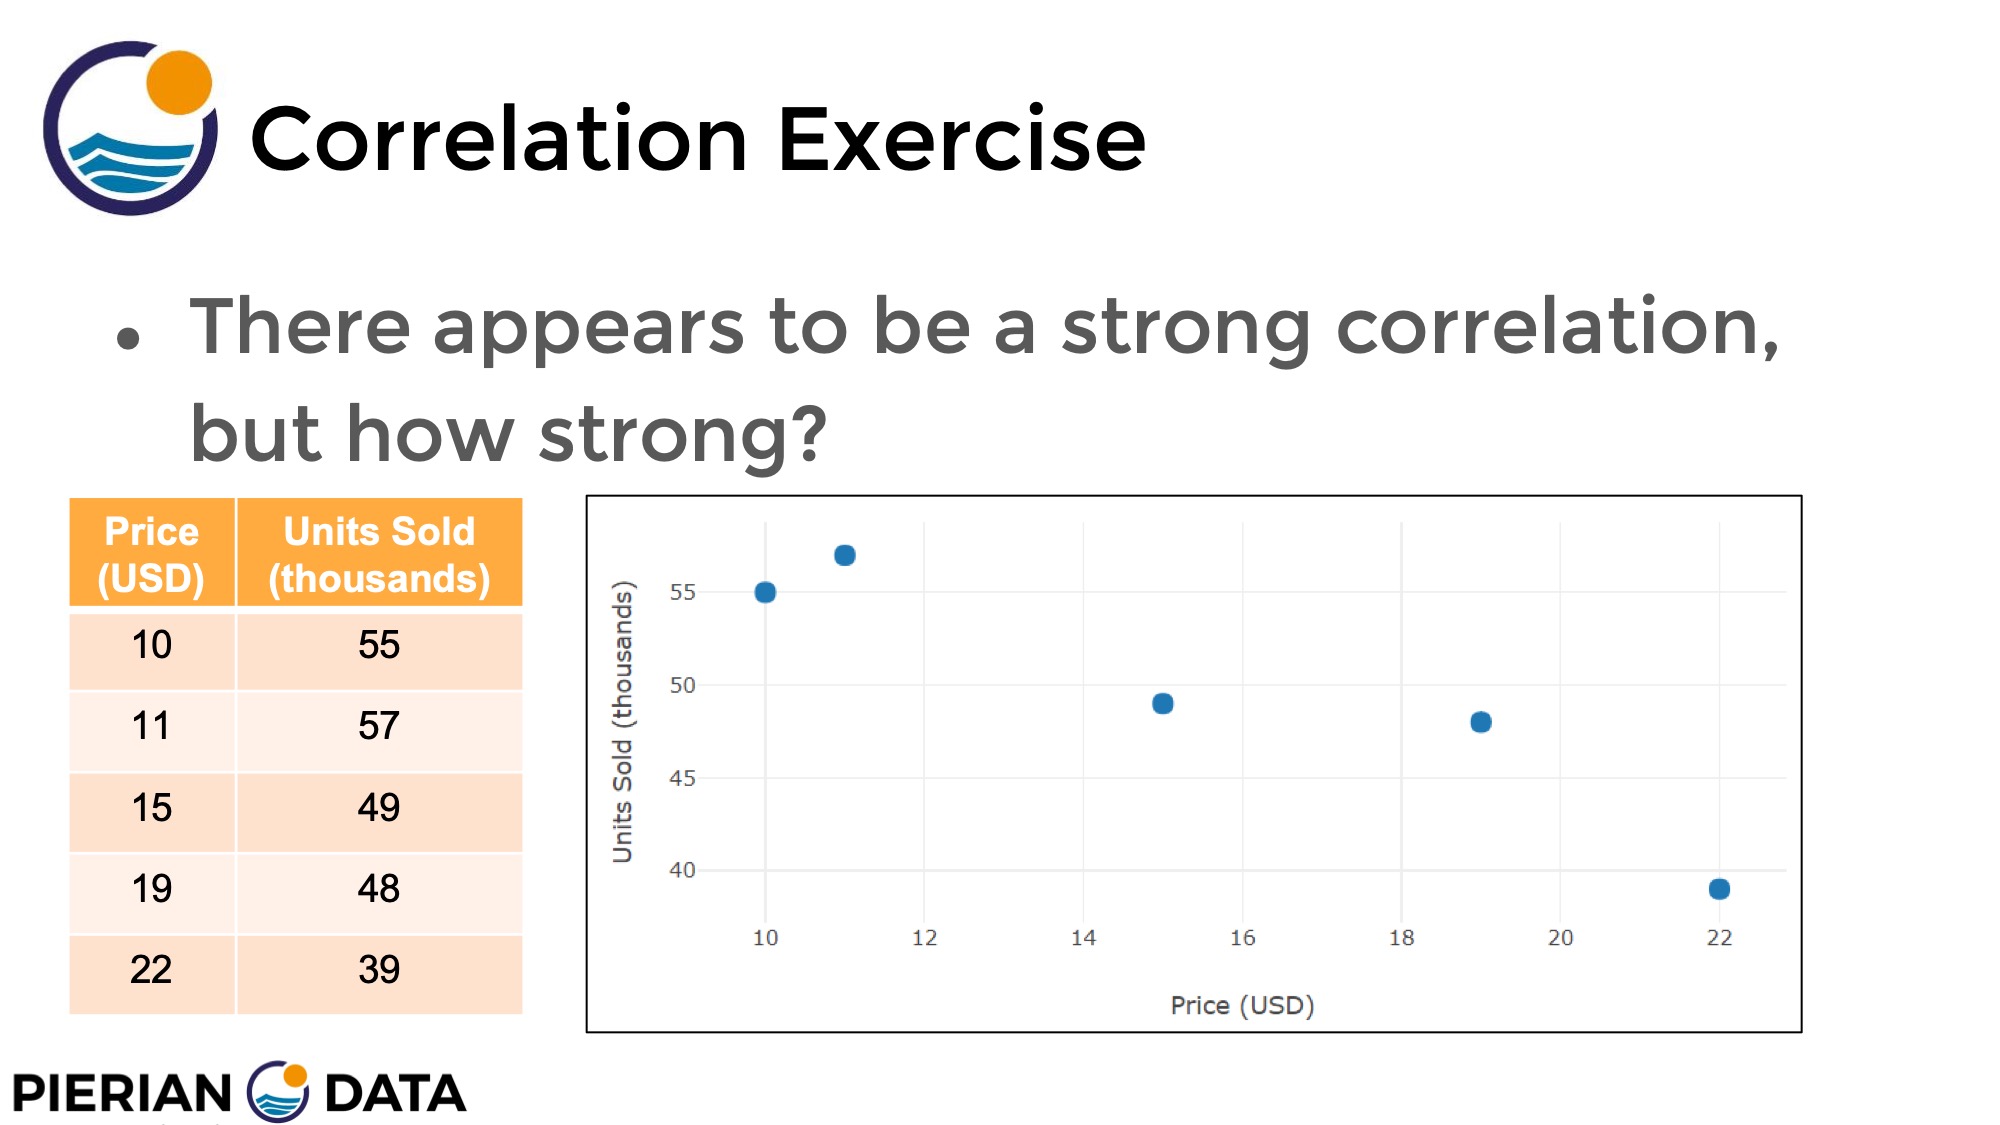 Correlation Exercise
● There appears to be a strong correlation,
but how strong?
Price
(USD)
Units Sold
(thousands)
10 55
11 57
15 49
19 48
22 39
Units Sold (thousands)
55
50
45
40
10 12 14 16 18 20 22
Price (USD)
PIERIAN DATA